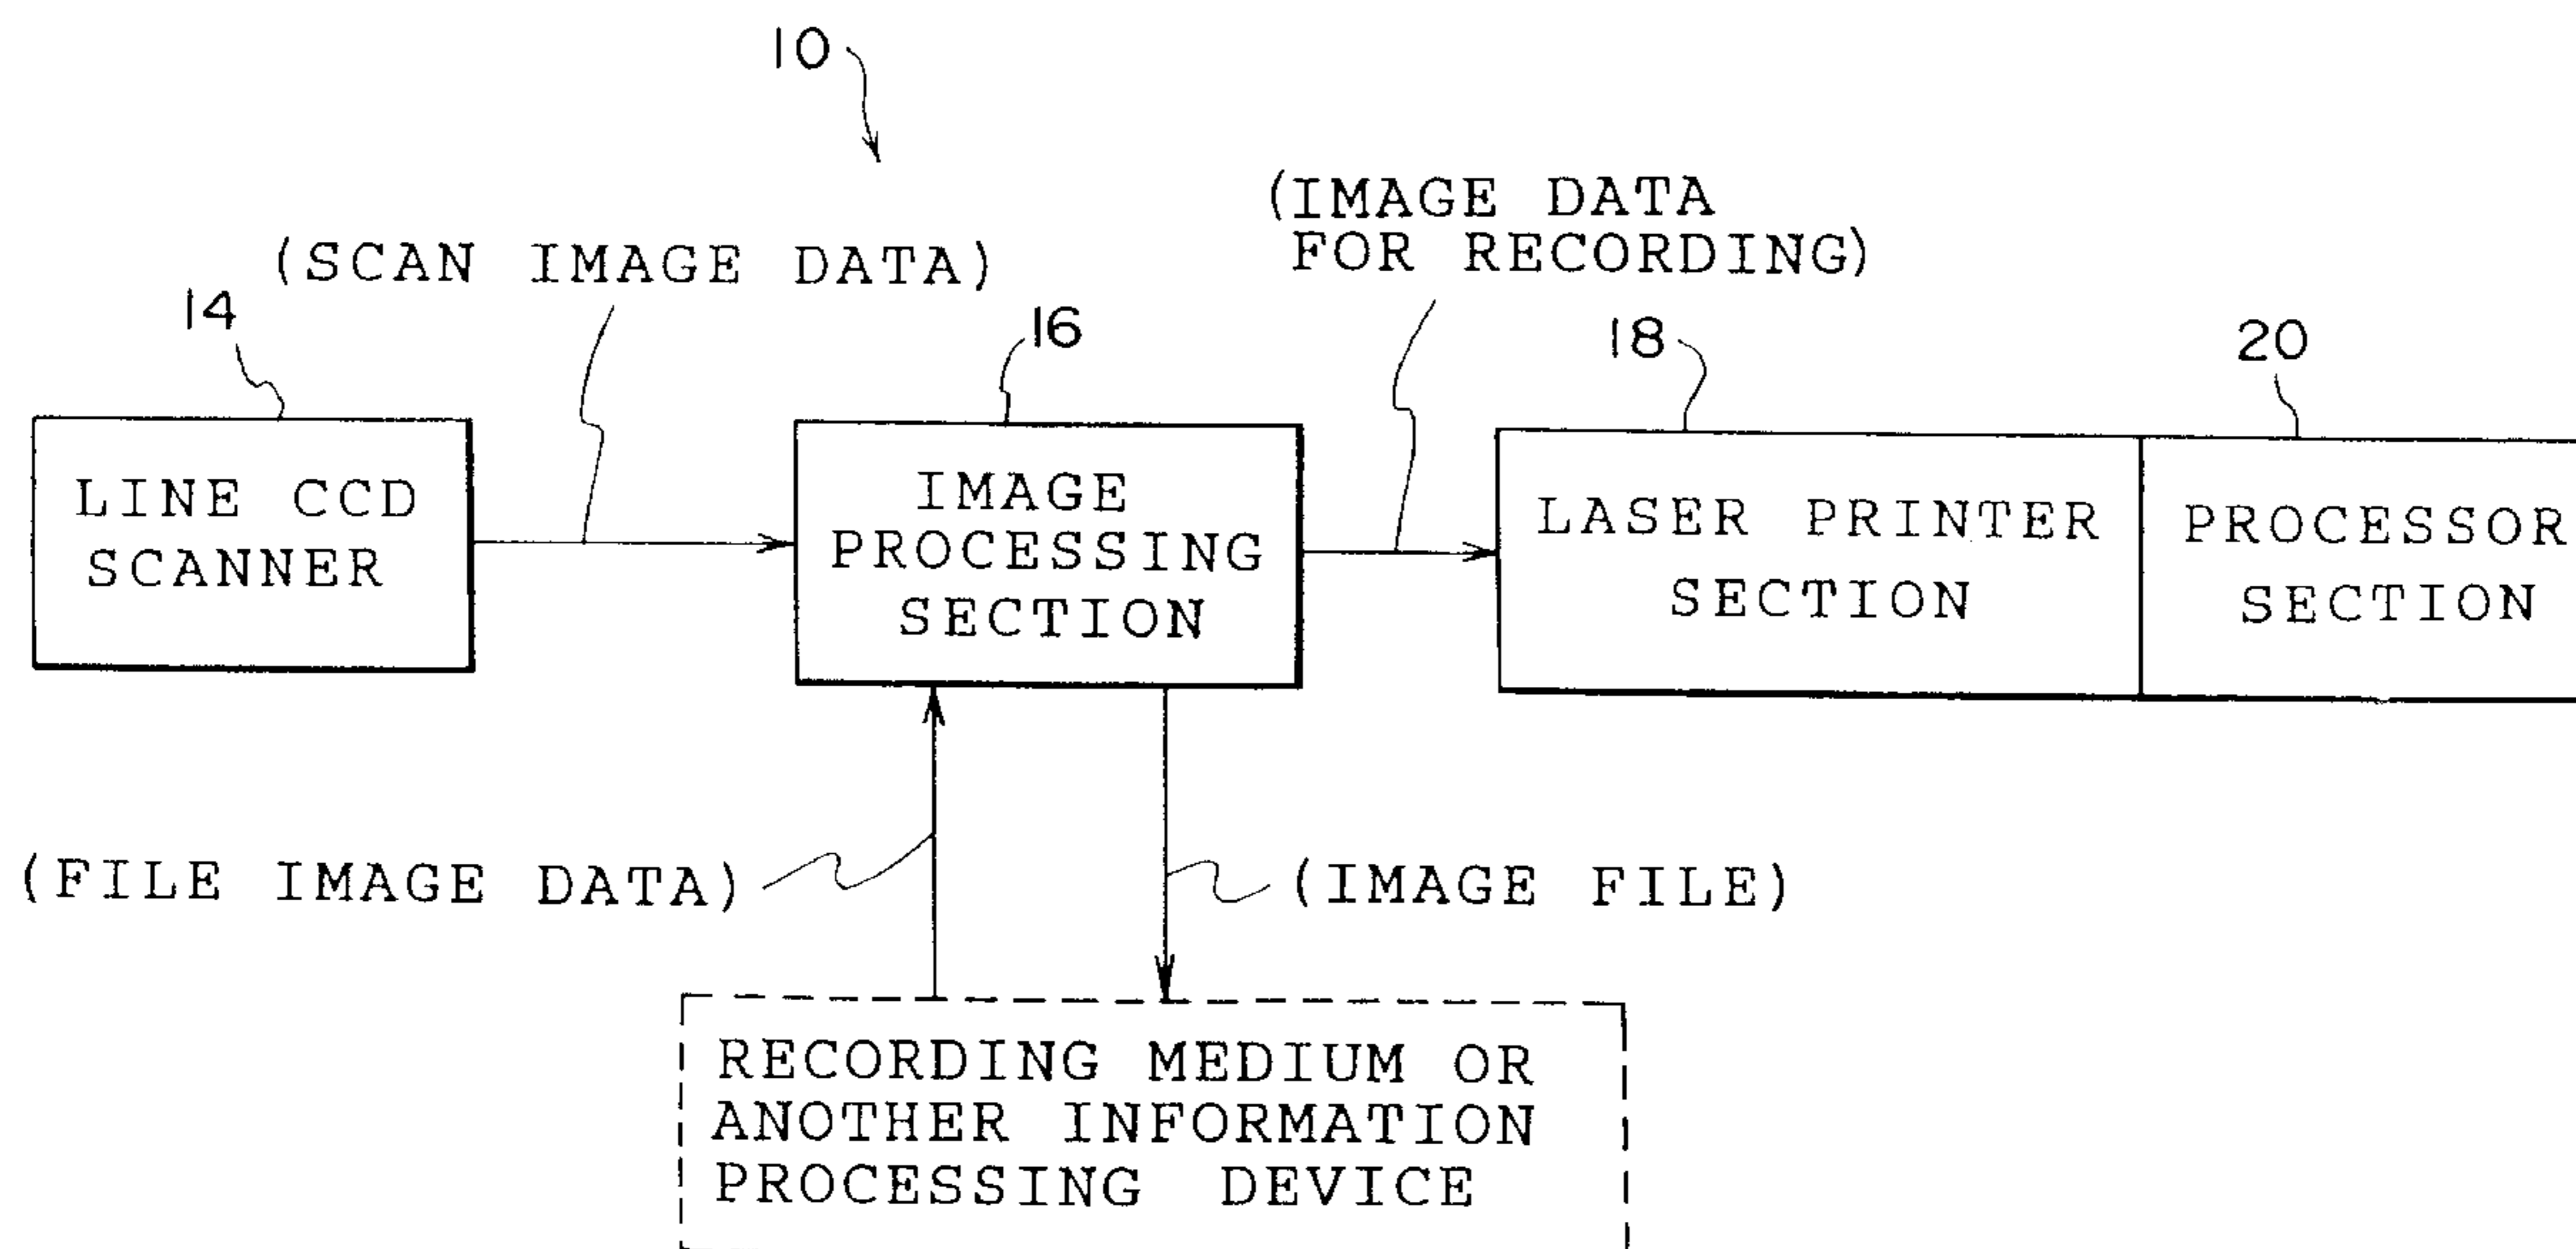 10
(IMAGE DATA
FOR RECORDING)
(SCAN IMAGE DATA)
14
16
18
20
LINE CCD
SCANNER
IMAGE
PROCESSING
SECTION
LASER PRINTER
SECTION
PROCESSOR
SECTION
(FILE IMAGE DATA)
(IMAGE FILE)
RECORDING MEDIUM OR
ANOTHER INFORMATION
PROCESSING DEVICE